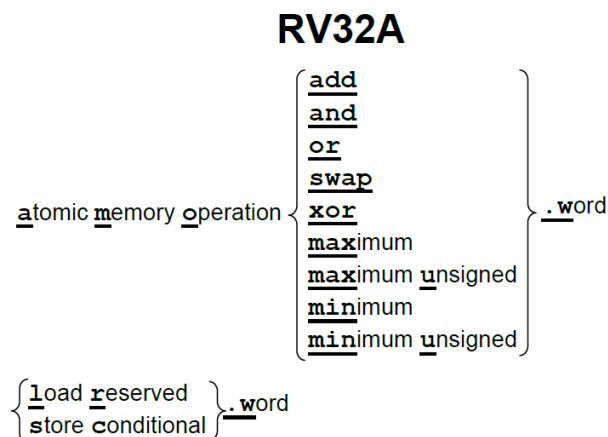 RV32A
add
and
or
swap
atomic memory operation xor .word
maximum
maximum unsigned
minimum
minimum unsigned
load reserved
store conditional .word